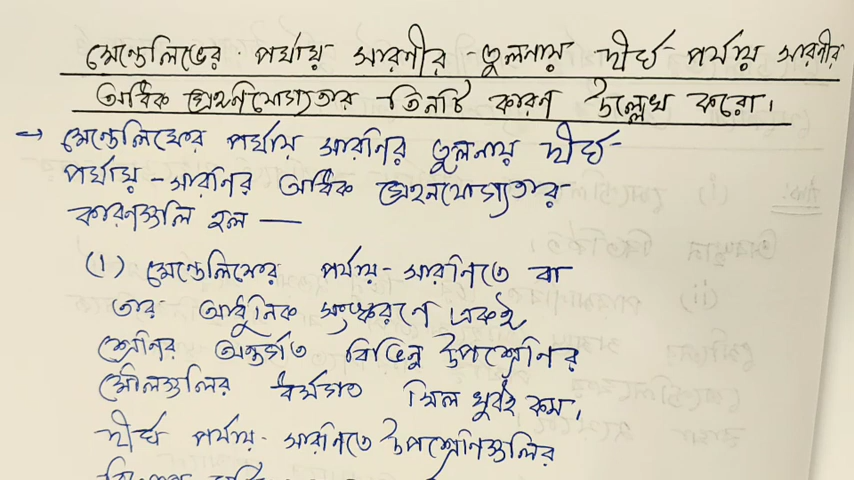 মেন্ডেলিভের পর্যায় সারণীর তুলনায় দীর্ঘ পর্যায় সারণীর
অধিক গ্রহণযোগ্যতার তিনটি কারণ উল্লেখ করো।
→ মেন্ডেলিফের পর্যায় সারণির তুলনায় দীর্ঘ
পর্যায় - সারণির অধিক গ্রহণযোগ্যতার
কারণগুলি হল —
(1) মেন্ডেলিফের পর্যায়- সারণিতে বা
তার আধুনিক সংস্করণে একই
শ্রেণির অন্তর্গত বিভিন্ন উপশ্রেণির
মৌলগুলির ধর্মগত মিল খুবই কম।
দীর্ঘ পর্যায়- সারণিতে উপশ্রেণিগুলির